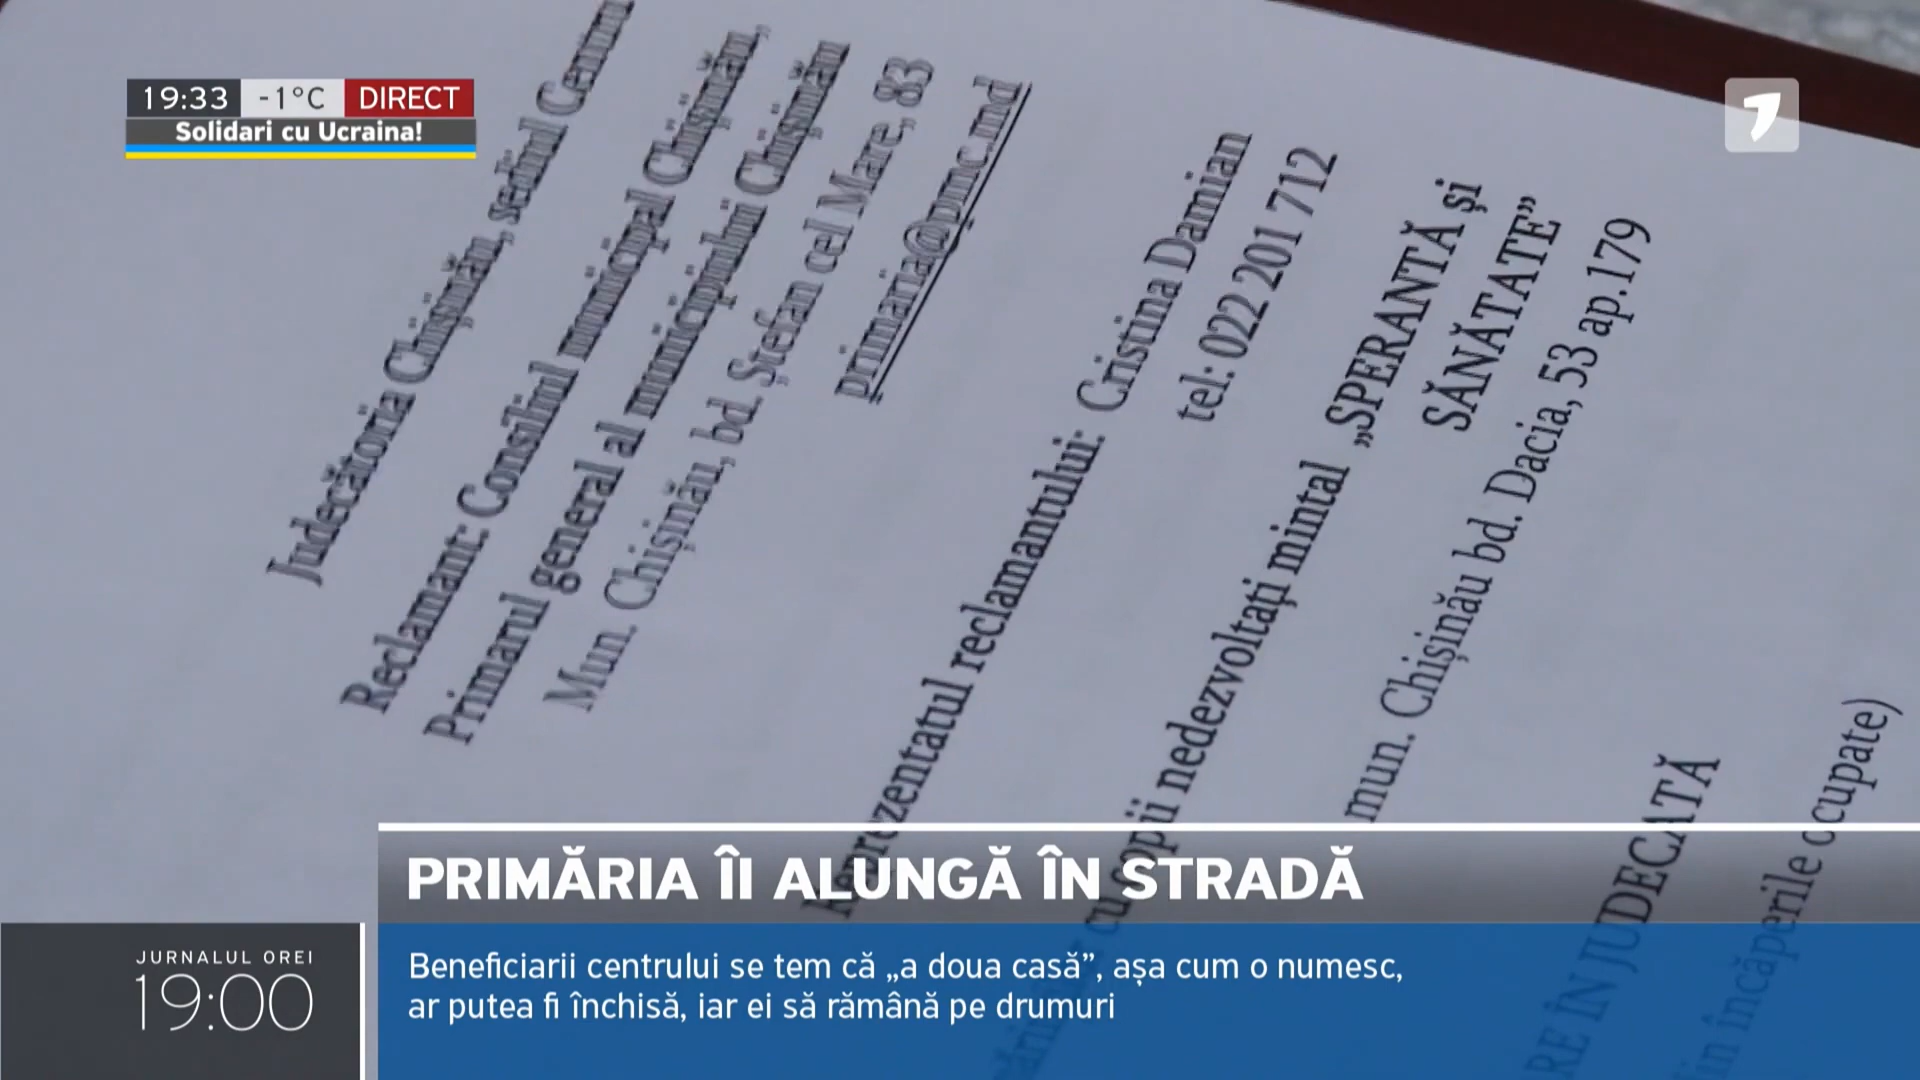 19:33 -1°C DIRECT
Solidari cu Ucraina!
Judecătoria Chișinău, sediul
Reclamant: Consiliul municipal Chișinău,
Primarul general al municipiului Chișinău
Mun. Chișinău, bd. Ștefan cel Mare, 83
primaria@pmc.md
Reprezentatul reclamantului: Cristina Damian
tel: 022 201 712
cu copii nedezvoltați mintal „SPERANTĂ și
SĂNĂTATE”
mun. Chișinău bd. Dacia, 53 ap.179
ÎN JUDECATĂ
din încăperile ocupate)
PRIMĂRIA ÎI ALUNGĂ ÎN STRADĂ
JURNALUL OREI
19:00
Beneficiarii centrului se tem că „a doua casă”, așa cum o numesc,
ar putea fi închisă, iar ei să rămână pe drumuri